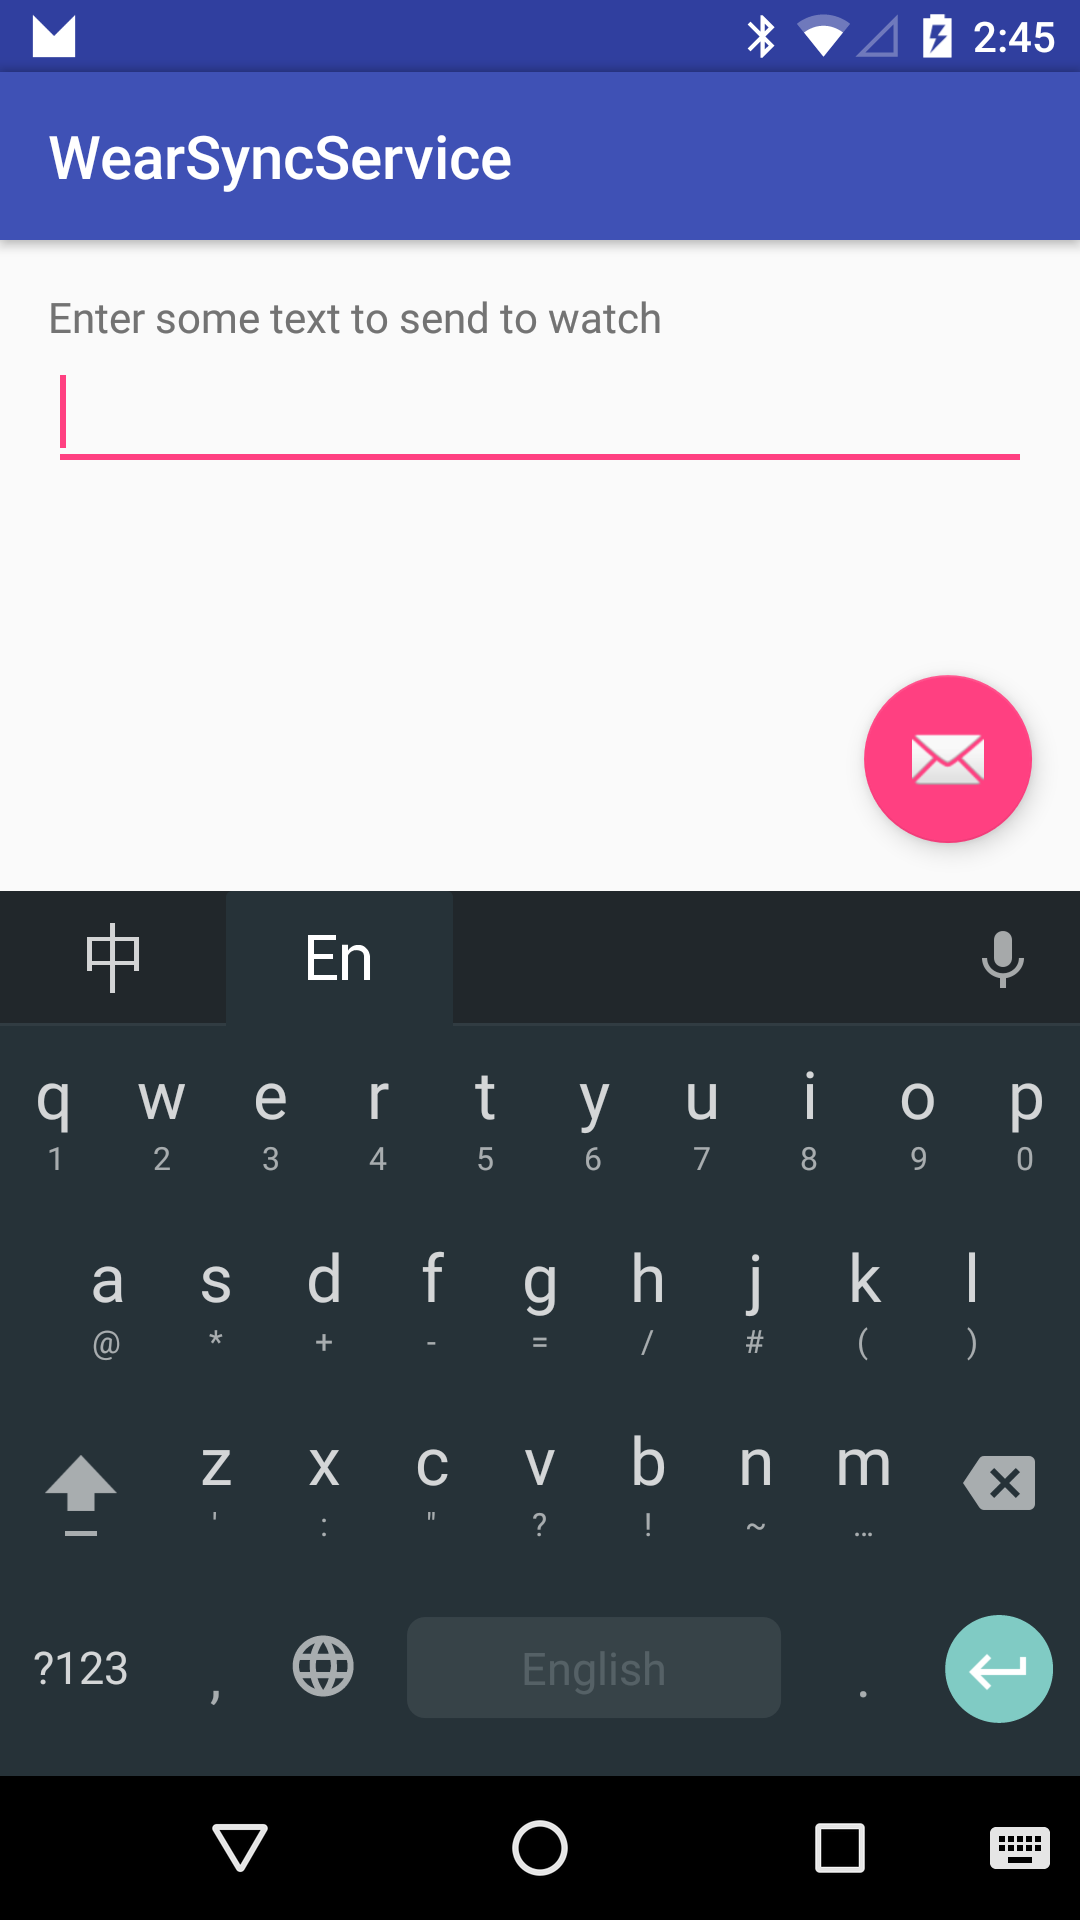 2:45
WearSyncService
Enter some text to send to watch
中 En
q w e r t y u i o p
1 2 3 4 5 6 7 8 9 0
a s d f g h j k l
@ * + - = / # ( )
z x c v b n m
' : " ? ! ~ …
?123 , English .